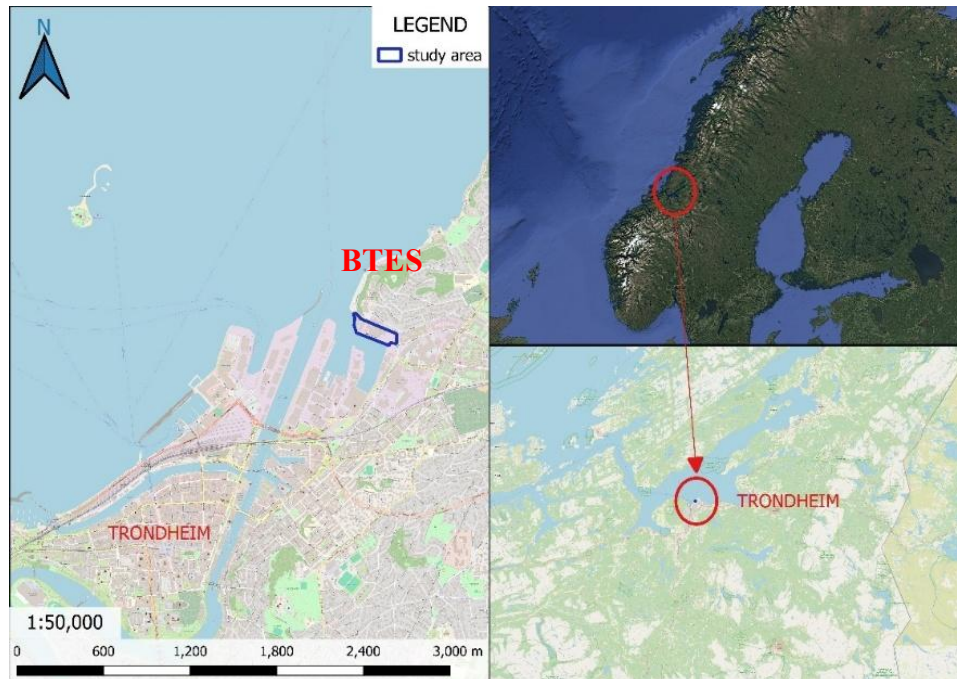 N
LEGEND
study area
BTES
TRONDHEIM
1:50,000
0 600 1,200 1,800 2,400 3,000 m
TRONDHEIM